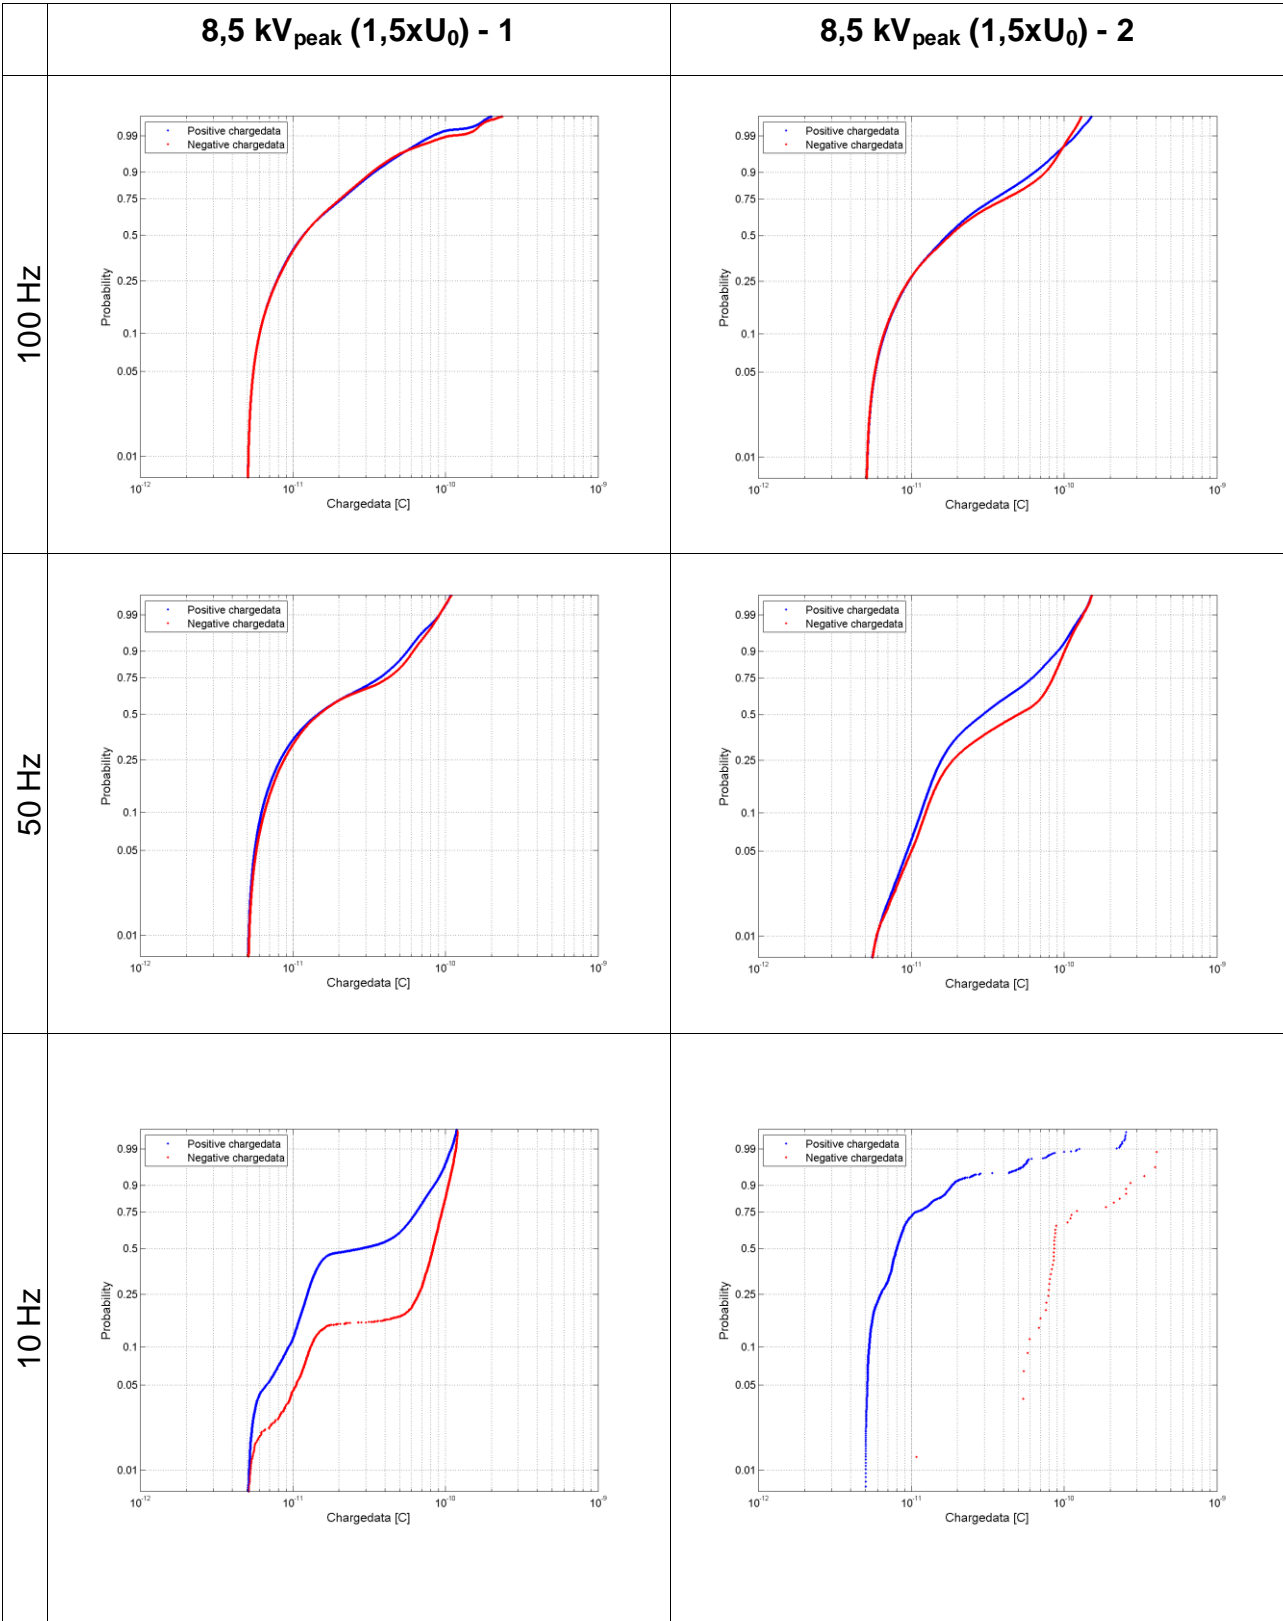 8,5 kVpeak (1,5xU0) - 1
8,5 kVpeak (1,5xU0) - 2
100 Hz
Positive chargedata
Negative chargedata
0.99
0.9
0.75
0.5
0.25
0.1
0.05
0.01
Probability
10-12 10-11 10-10 10-9
Chargedata [C]
Positive chargedata
Negative chargedata
0.99
0.9
0.75
0.5
0.25
0.1
0.05
0.01
Probability
10-12 10-11 10-10 10-9
Chargedata [C]
50 Hz
Positive chargedata
Negative chargedata
0.99
0.9
0.75
0.5
0.25
0.1
0.05
0.01
Probability
10-12 10-11 10-10 10-9
Chargedata [C]
Positive chargedata
Negative chargedata
0.99
0.9
0.75
0.5
0.25
0.1
0.05
0.01
Probability
10-12 10-11 10-10 10-9
Chargedata [C]
10 Hz
Positive chargedata
Negative chargedata
0.99
0.9
0.75
0.5
0.25
0.1
0.05
0.01
Probability
10-12 10-11 10-10 10-9
Chargedata [C]
Positive chargedata
Negative chargedata
0.99
0.9
0.75
0.5
0.25
0.1
0.05
0.01
Probability
10-12 10-11 10-10 10-9
Chargedata [C]